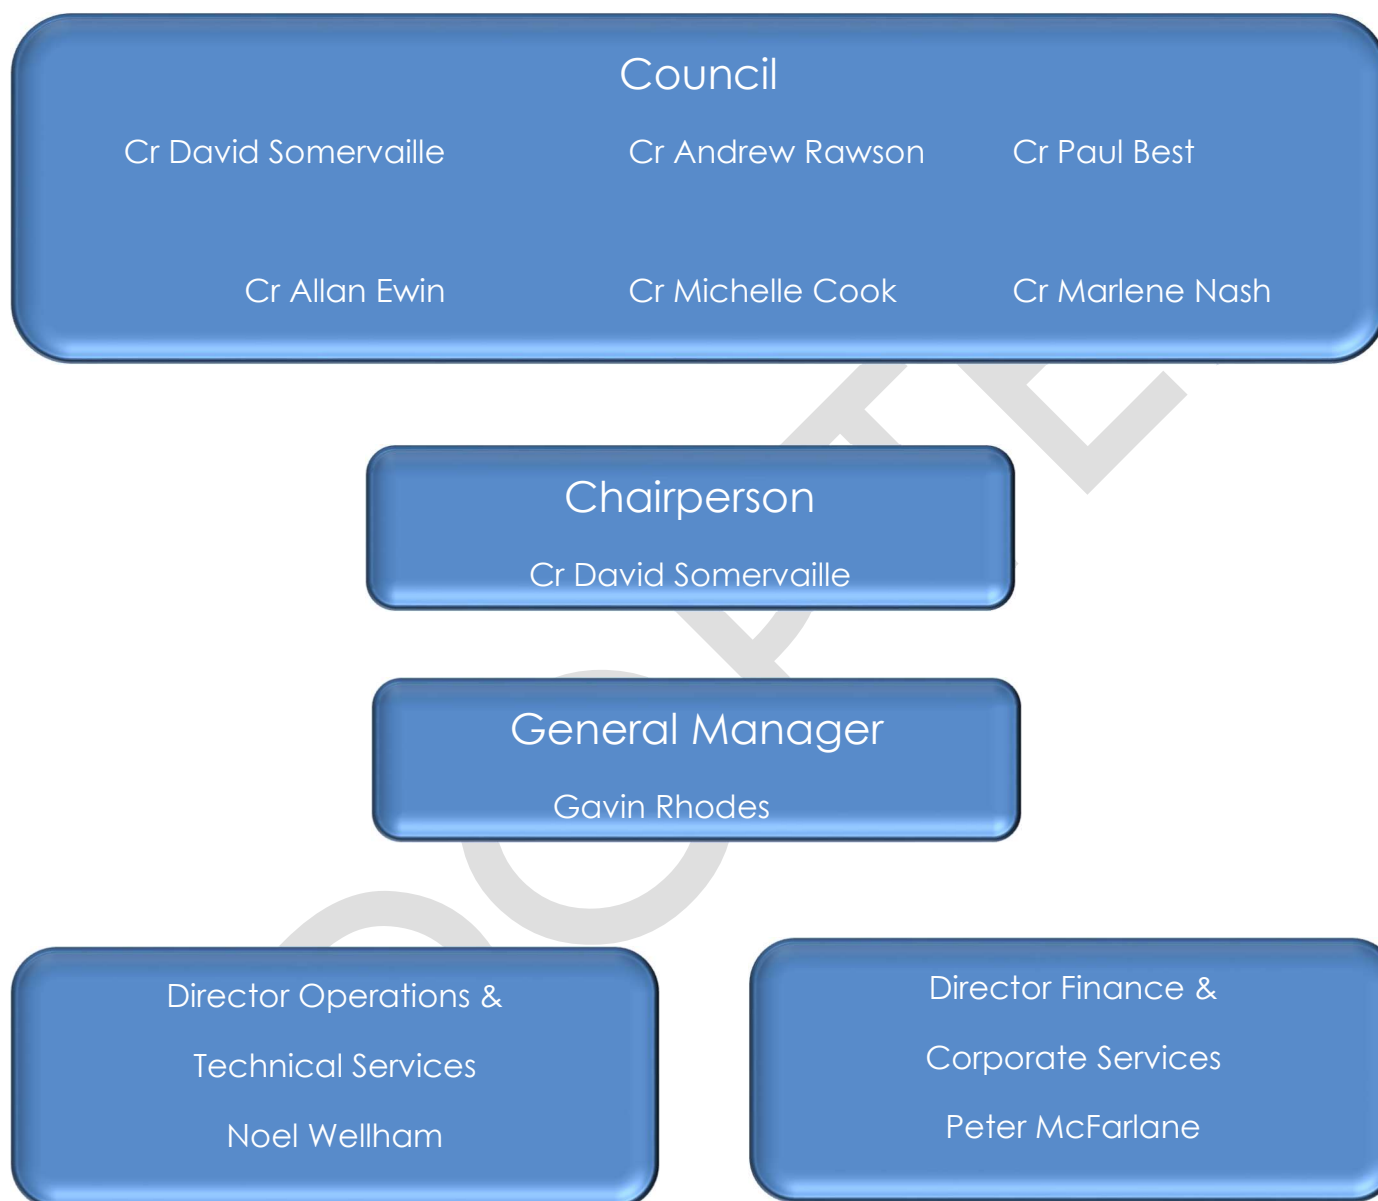 Council
Cr David Somervaille Cr Andrew Rawson Cr Paul Best
Cr Allan Ewin Cr Michelle Cook Cr Marlene Nash
Chairperson
Cr David Somervaille
General Manager
Gavin Rhodes
Director Operations &
Technical Services
Noel Wellham
Director Finance &
Corporate Services
Peter McFarlane